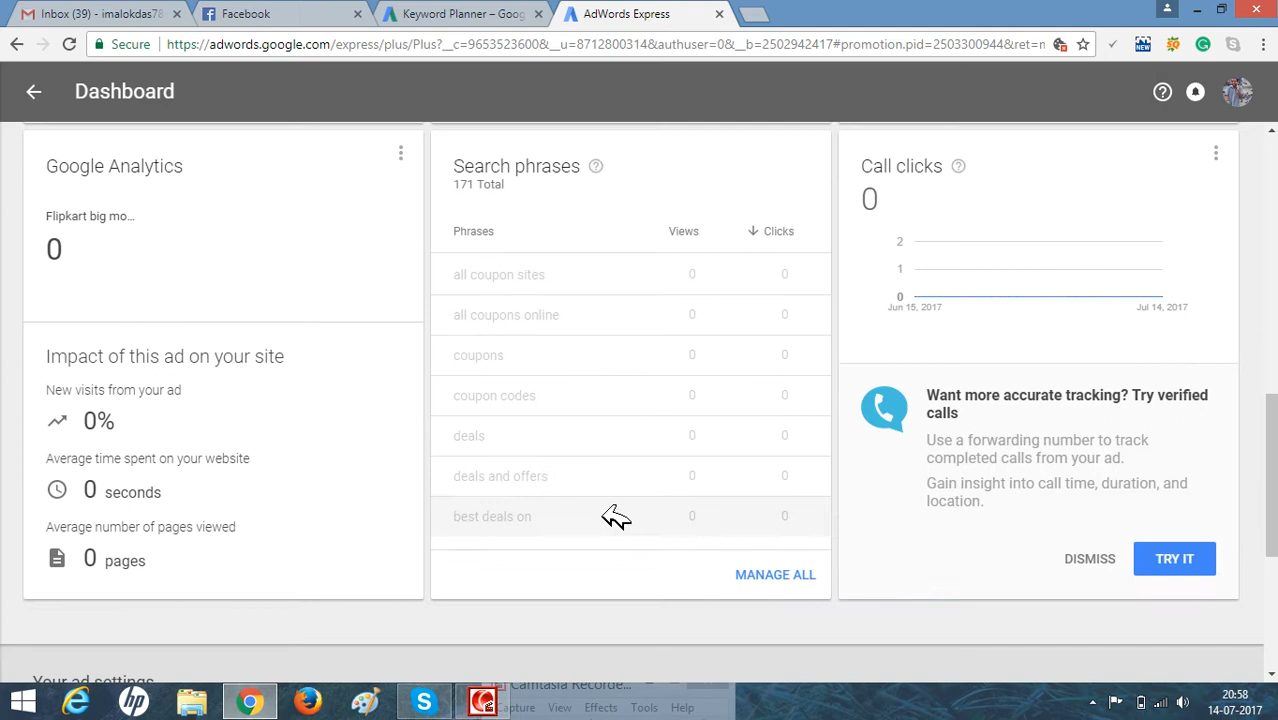 Inbox (39) - imalokdas78
Facebook
Keyword Planner – Goog
AdWords Express
Secure
https://adwords.google.com/express/plus/Plus?__c=9653523600&__u=8712800314&authuser=0&__b=2502942417#promotion.pid=2503300944&ret=n
Dashboard
Google Analytics
Flipkart big mo...
0
Impact of this ad on your site
New visits from your ad
0%
Average time spent on your website
0 seconds
Average number of pages viewed
0 pages
Search phrases
171 Total
Phrases Views Clicks
all coupon sites 0 0
all coupons online 0 0
coupons 0 0
coupon codes 0 0
deals 0 0
deals and offers 0 0
best deals on 0 0
MANAGE ALL
Call clicks
0
2
1
0
Jun 15, 2017 Jul 14, 2017
Want more accurate tracking? Try verified
calls
Use a forwarding number to track
completed calls from your ad.
Gain insight into call time, duration, and
location.
DISMISS TRY IT
Your ad settings
Camtasia Recorde...
Capture View Effects Tools Help
20:58
14-07-2017